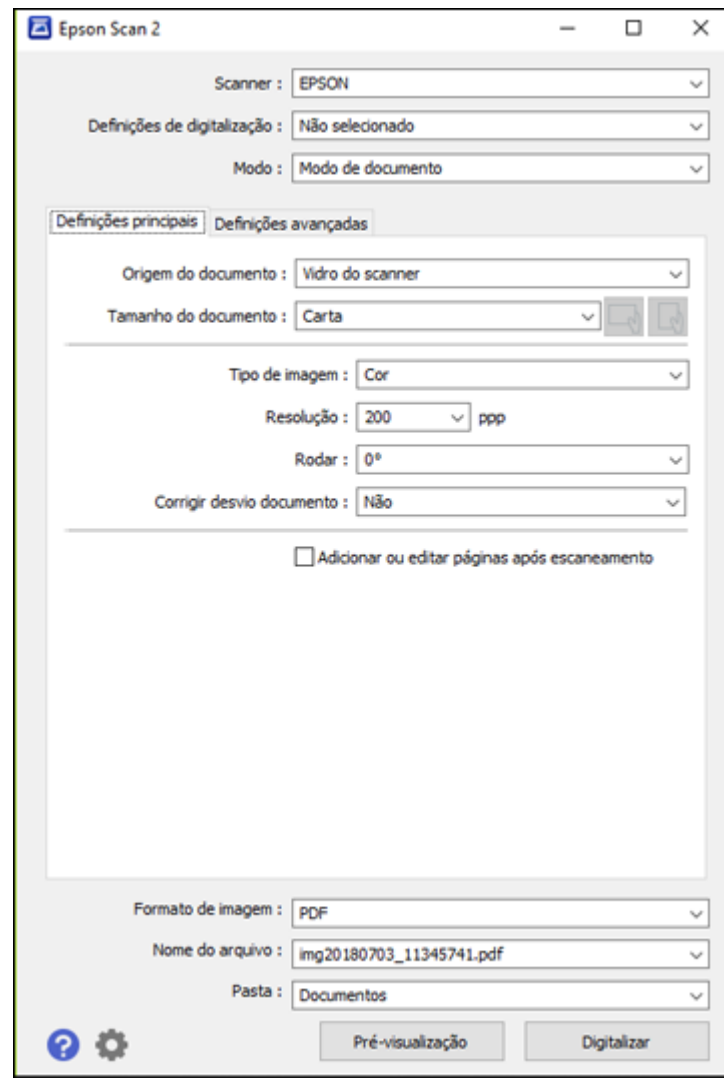 Epson Scan 2
Scanner : EPSON
Definições de digitalização : Não selecionado
Modo : Modo de documento
Definições principais Definições avançadas
Origem do documento : Vidro do scanner
Tamanho do documento : Carta
Tipo de imagem : Cor
Resolução : 200 ppp
Rodar : 0°
Corrigir desvio documento : Não
Adicionar ou editar páginas após escaneamento
Formato de imagem : PDF
Nome do arquivo : img20180703_11345741.pdf
Pasta : Documentos
? Pré-visualização Digitalizar